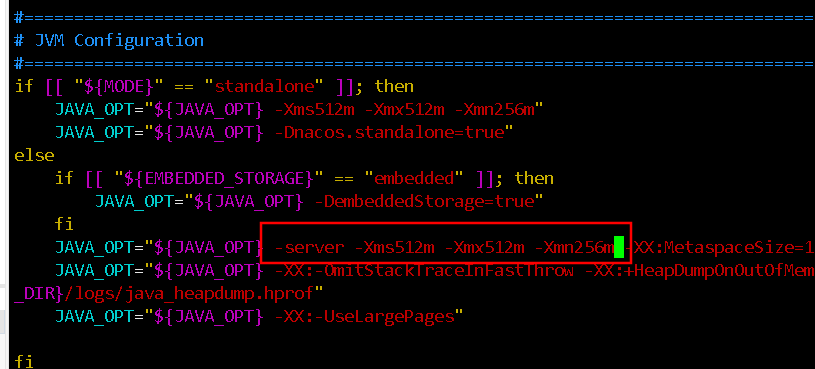 #===============================================================================
# JVM Configuration
#===============================================================================
if [[ "${MODE}" == "standalone" ]]; then
    JAVA_OPT="${JAVA_OPT} -Xms512m -Xmx512m -Xmn256m"
    JAVA_OPT="${JAVA_OPT} -Dnacos.standalone=true"
else
    if [[ "${EMBEDDED_STORAGE}" == "embedded" ]]; then
        JAVA_OPT="${JAVA_OPT} -DembeddedStorage=true"
    fi
    JAVA_OPT="${JAVA_OPT} -server -Xms512m -Xmx512m -Xmn256m -XX:MetaspaceSize=1
    JAVA_OPT="${JAVA_OPT} -XX:-OmitStackTraceInFastThrow -XX:+HeapDumpOnOutOfMem
_DIR}/logs/java_heapdump.hprof"
    JAVA_OPT="${JAVA_OPT} -XX:-UseLargePages"
fi